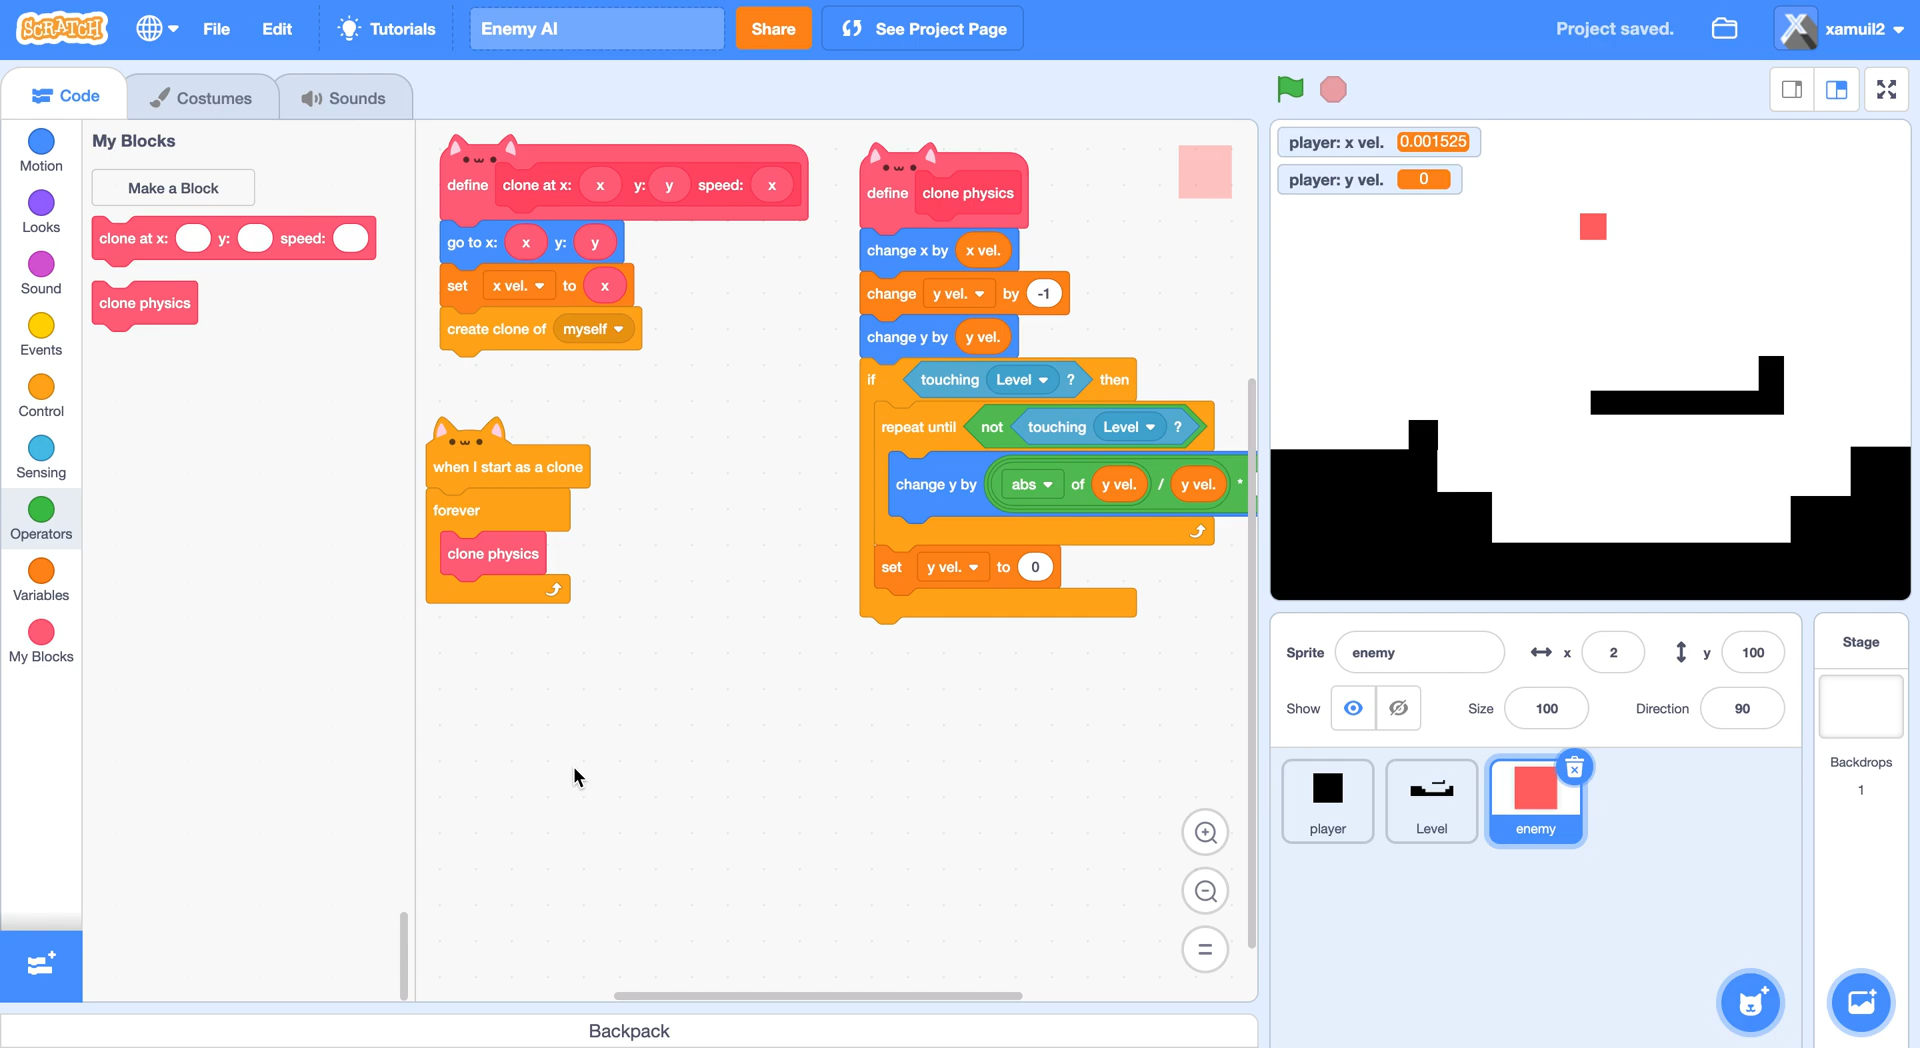 SCRATCH File Edit Tutorials Enemy AI Share See Project Page Project saved. xamuil2
Code Costumes Sounds
Motion
Looks
Sound
Events
Control
Sensing
Operators
Variables
My Blocks
My Blocks
Make a Block
clone at x: y: speed:
clone physics
define clone at x: x y: y speed: x
go to x: x y: y
set x vel. to x
create clone of myself
when I start as a clone
forever
clone physics
define clone physics
change x by x vel.
change y vel. by -1
change y by y vel.
if touching Level ? then
repeat until not touching Level ?
change y by abs of y vel. / y vel. *
set y vel. to 0
Backpack
player: x vel. 0.001525
player: y vel. 0
Sprite enemy x 2 y 100
Show Size 100 Direction 90
player
Level
enemy
Stage
Backdrops
1